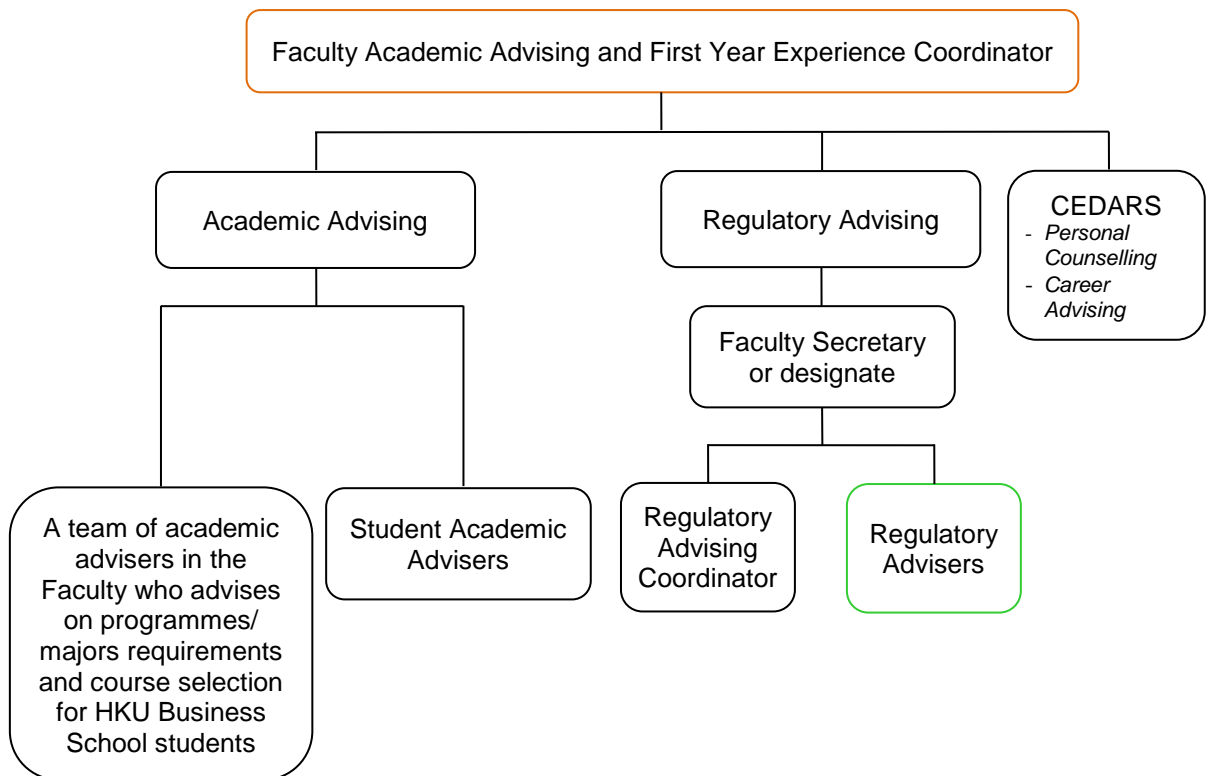 Faculty Academic Advising and First Year Experience Coordinator
Academic Advising
Regulatory Advising
CEDARS
- Personal
Counselling
- Career
Advising
Faculty Secretary
or designate
A team of academic
advisers in the
Faculty who advises
on programmes/
majors requirements
and course selection
for HKU Business
School students
Student Academic
Advisers
Regulatory
Advising
Coordinator
Regulatory
Advisers